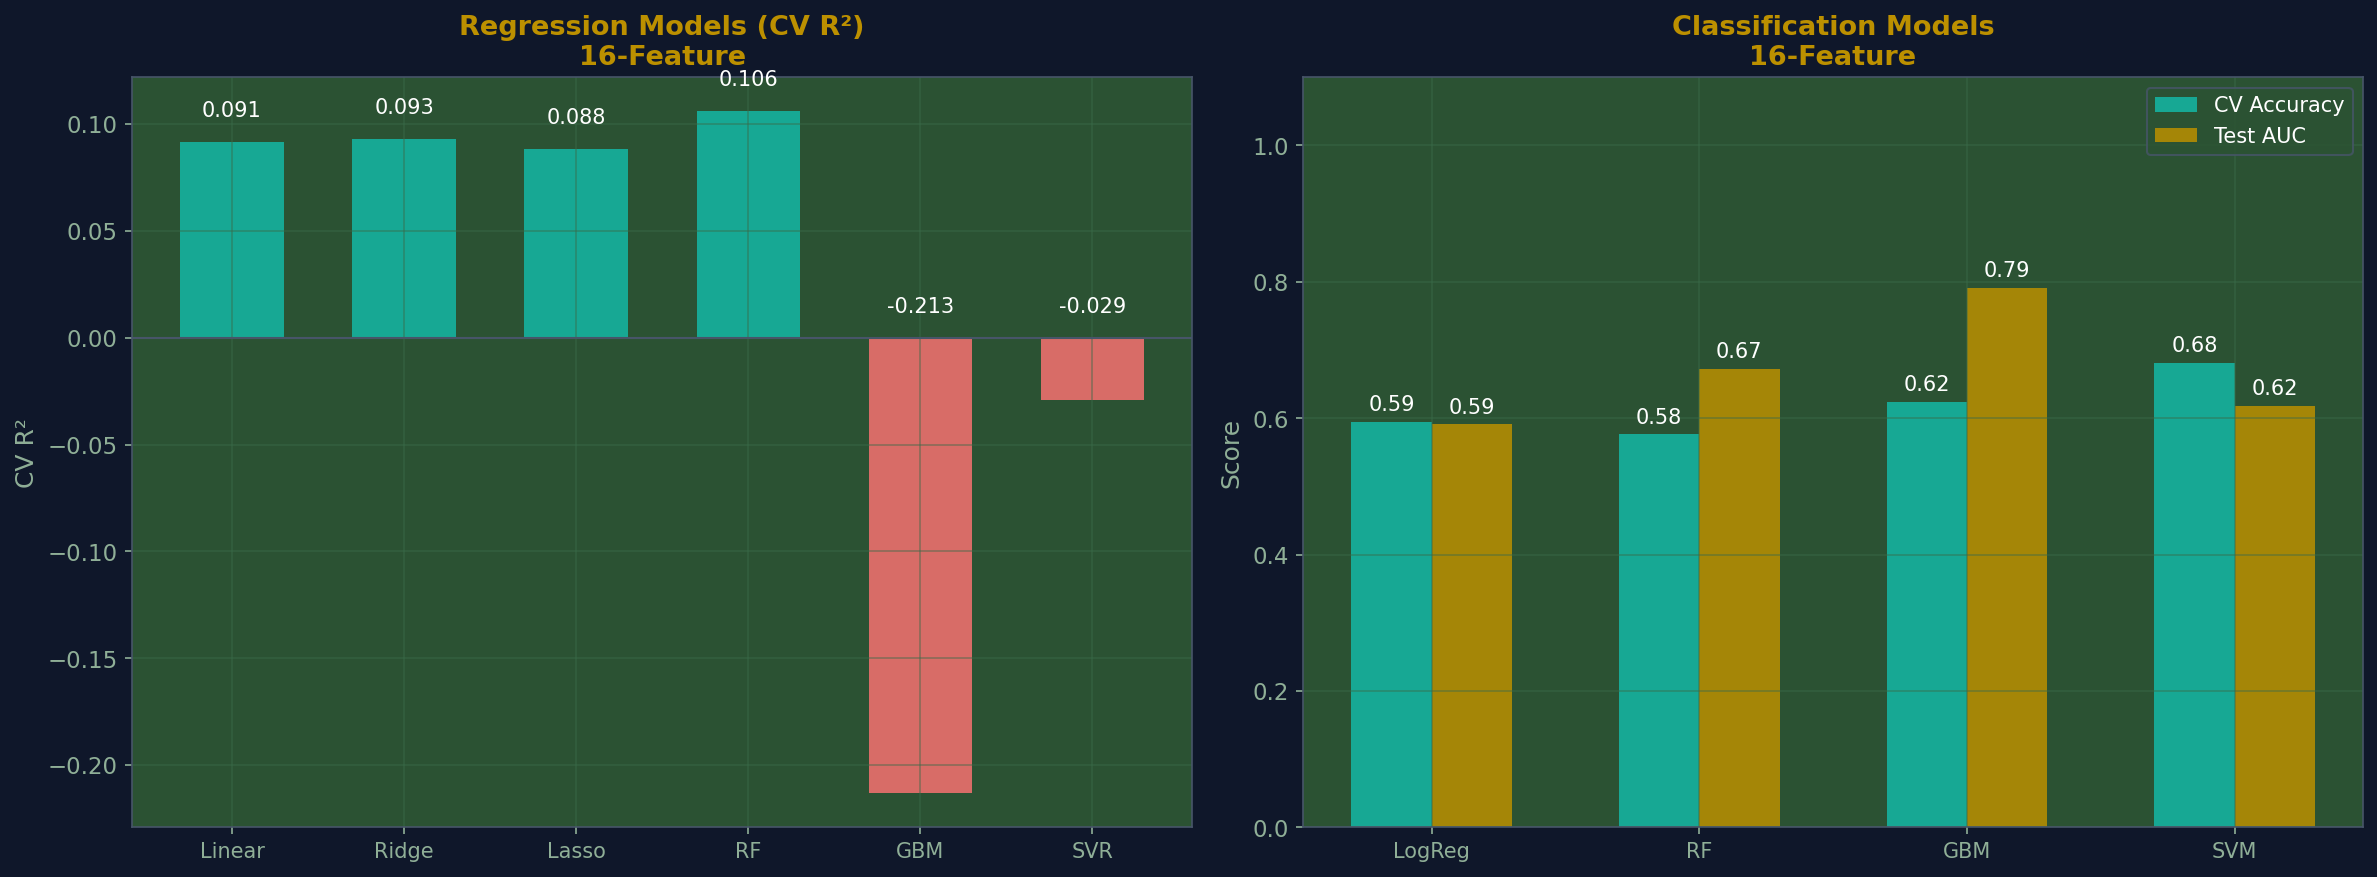 Regression Models (CV R²)
16-Feature
0.091
0.093
0.088
0.106
-0.213
-0.029
0.10
0.05
0.00
−0.05
−0.10
−0.15
−0.20
CV R²
Linear
Ridge
Lasso
RF
GBM
SVR
Classification Models
16-Feature
CV Accuracy
Test AUC
1.0
0.8
0.6
0.4
0.2
0.0
Score
0.59
0.59
0.58
0.67
0.62
0.79
0.68
0.62
LogReg
RF
GBM
SVM